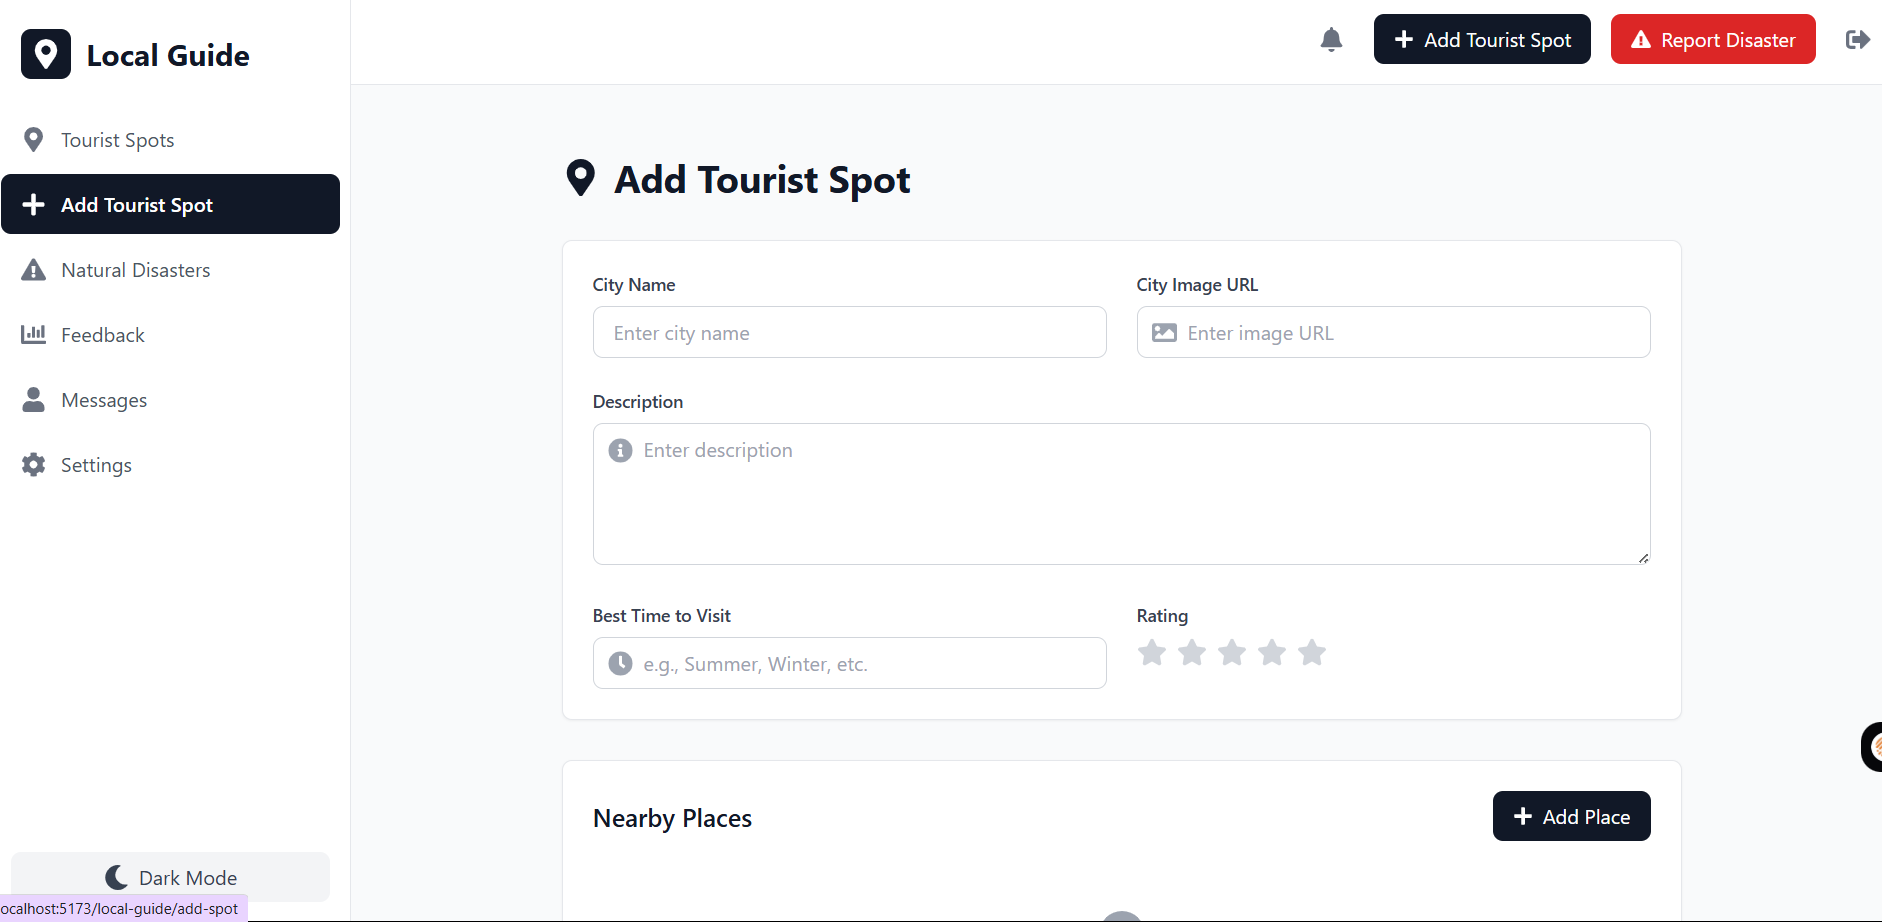 Local Guide
Tourist Spots
Add Tourist Spot
Natural Disasters
Feedback
Messages
Settings
Dark Mode
ocalhost:5173/local-guide/add-spot
Add Tourist Spot
Report Disaster
Add Tourist Spot
City Name
City Image URL
Enter city name
Enter image URL
Description
Enter description
Best Time to Visit
Rating
e.g., Summer, Winter, etc.
Nearby Places
Add Place